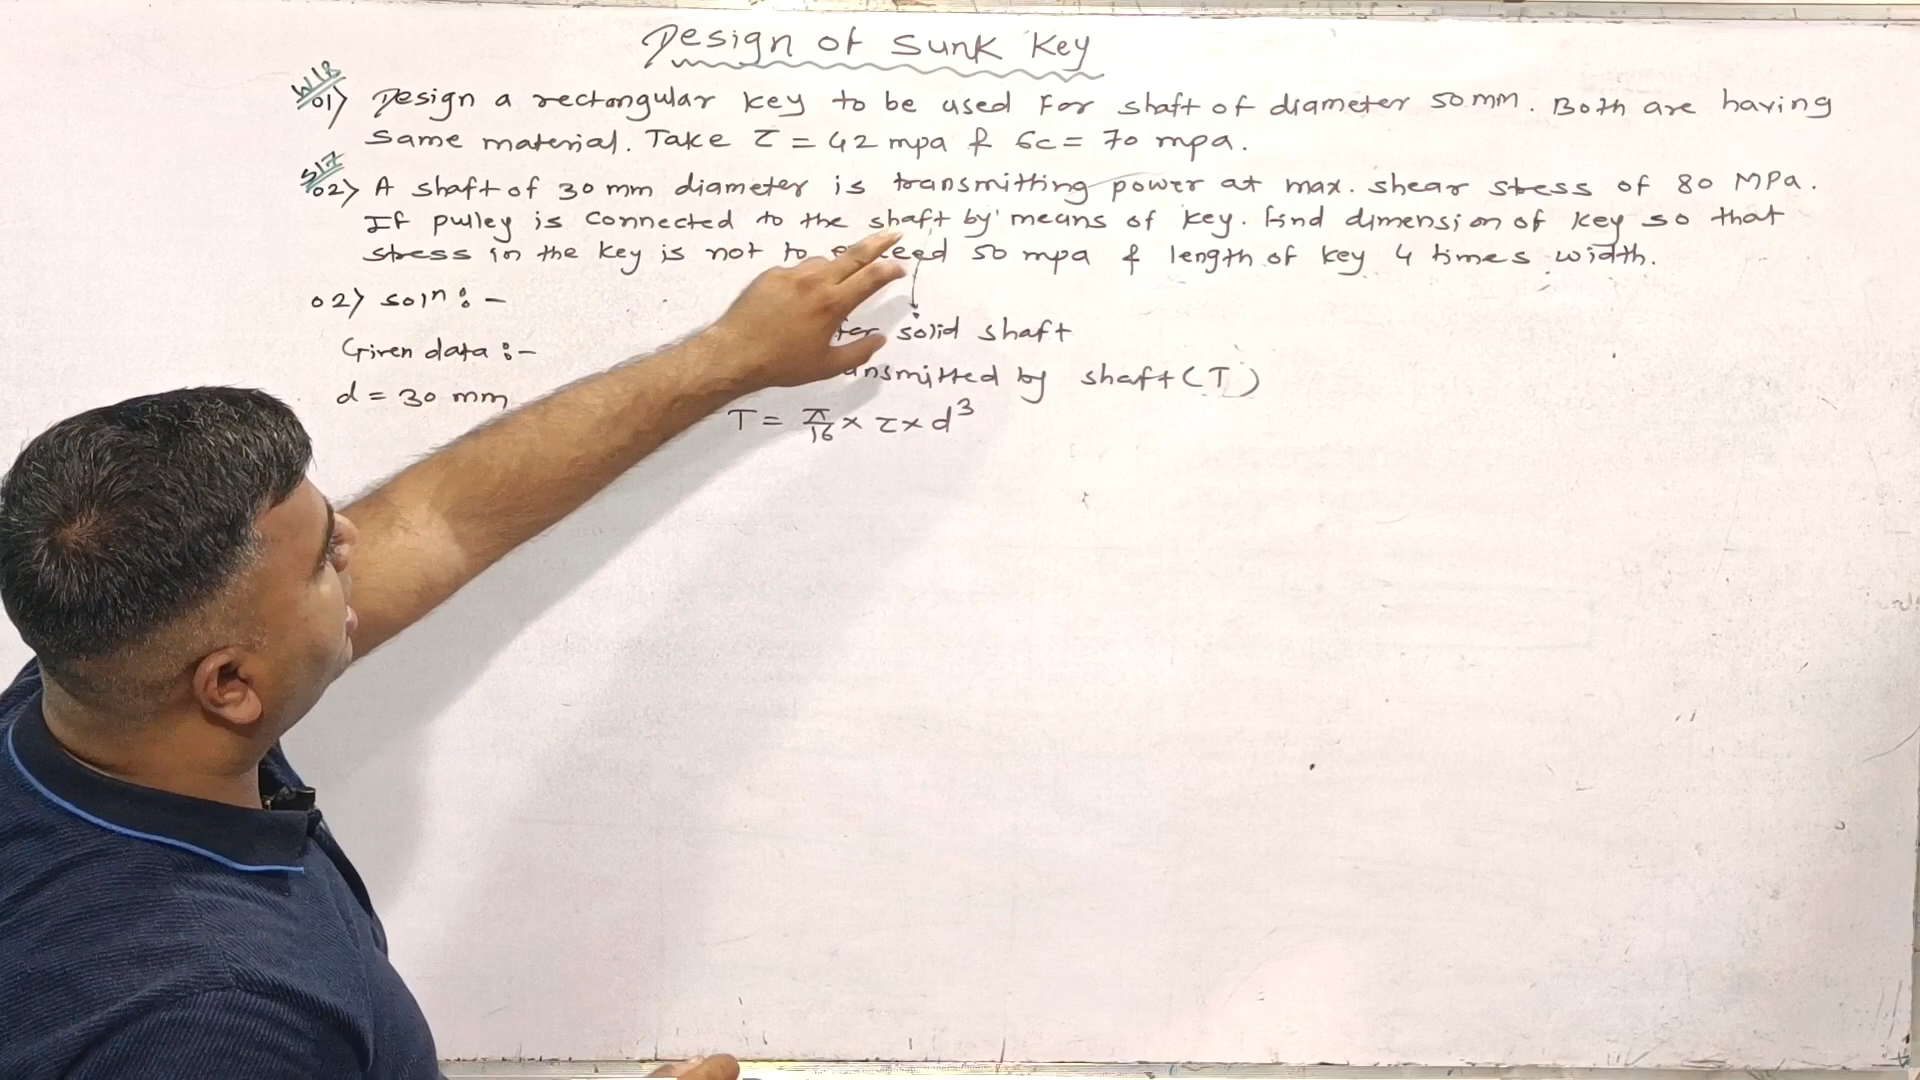 Design of Sunk Key
W18
01) Design a rectangular key to be used for shaft of diameter 50mm. Both are having
same material. Take τ = 42 mpa & σc = 70 mpa.
S17
02) A shaft of 30 mm diameter is transmitting power at max. shear stress of 80 MPa.
If pulley is connected to the shaft by means of key. find dimension of key so that
stress in the key is not to exceed 50 mpa & length of key 4 times width.
02) soln :-
for solid shaft
Given data :-
transmitted by shaft (T)
d = 30 mm
T = π/16 × τ × d³